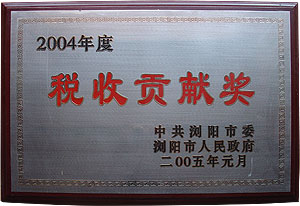 2004年度
税收贡献奖
中共浏阳市委
浏阳市人民政府
二00五年元月